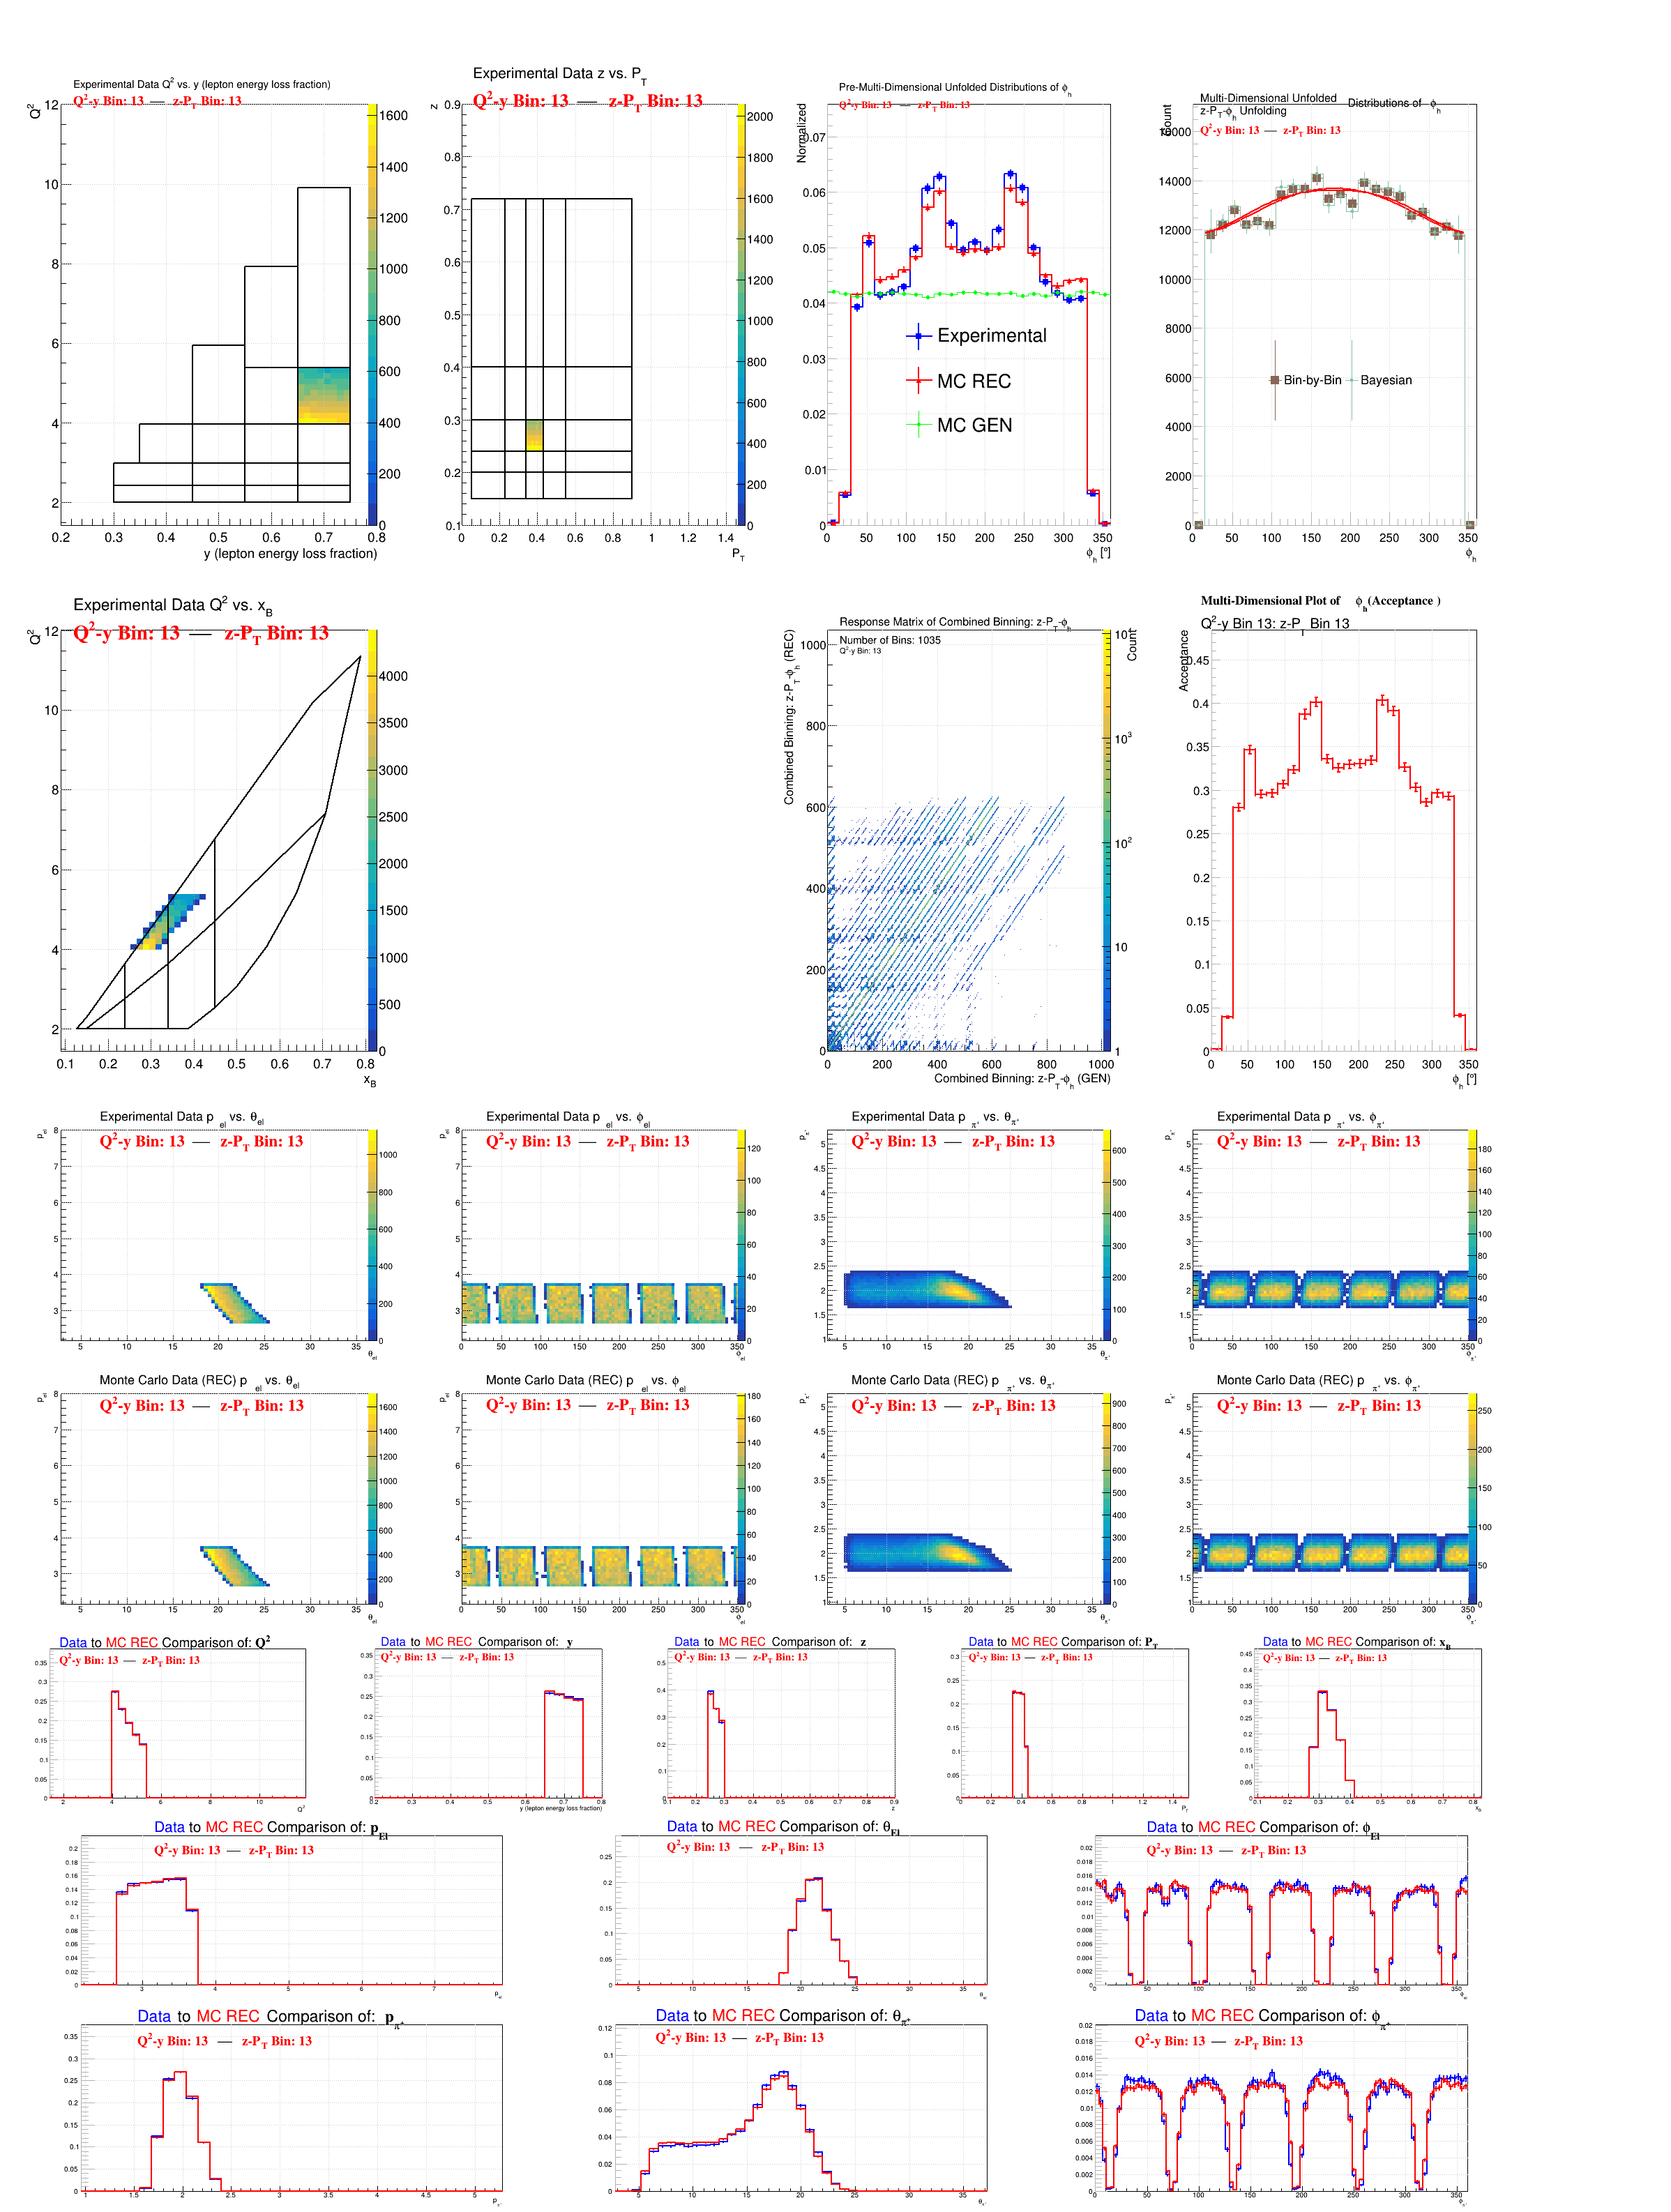 Experimental Data Q² vs. y (lepton energy loss fraction)
Q²-y Bin: 13 — z-P_T Bin: 13
Q²
y (lepton energy loss fraction)
Experimental Data z vs. P_T
Q²-y Bin: 13 — z-P_T Bin: 13
z
P_T
Pre-Multi-Dimensional Unfolded Distributions of ϕ_h
Q²-y Bin: 13 — z-P_T Bin: 13
Normalized
Experimental
MC REC
MC GEN
ϕ_h [°]
Multi-Dimensional Unfolded Distributions of ϕ_h
z-P_T-ϕ_h Unfolding
Q²-y Bin: 13 — z-P_T Bin: 13
Count
Bin-by-Bin
Bayesian
ϕ_h
Experimental Data Q² vs. x_B
Q²-y Bin: 13 — z-P_T Bin: 13
Q²
x_B
Response Matrix of Combined Binning: z-P_T-ϕ_h
Number of Bins: 1035
Q²-y Bin: 13
Combined Binning: z-P_T-ϕ_h (REC)
Count
Combined Binning: z-P_T-ϕ_h (GEN)
Multi-Dimensional Plot of ϕ_h (Acceptance )
Q²-y Bin 13: z-P_T Bin 13
Acceptance
ϕ_h [°]
Experimental Data p_el vs. θ_el
Q²-y Bin: 13 — z-P_T Bin: 13
Experimental Data p_el vs. ϕ_el
Q²-y Bin: 13 — z-P_T Bin: 13
Experimental Data p_π⁺ vs. θ_π⁺
Q²-y Bin: 13 — z-P_T Bin: 13
Experimental Data p_π⁺ vs. ϕ_π⁺
Q²-y Bin: 13 — z-P_T Bin: 13
Monte Carlo Data (REC) p_el vs. θ_el
Q²-y Bin: 13 — z-P_T Bin: 13
Monte Carlo Data (REC) p_el vs. ϕ_el
Q²-y Bin: 13 — z-P_T Bin: 13
Monte Carlo Data (REC) p_π⁺ vs. θ_π⁺
Q²-y Bin: 13 — z-P_T Bin: 13
Monte Carlo Data (REC) p_π⁺ vs. ϕ_π⁺
Q²-y Bin: 13 — z-P_T Bin: 13
Data to MC REC Comparison of: Q²
Q²-y Bin: 13 — z-P_T Bin: 13
Q²
Data to MC REC Comparison of: y
Q²-y Bin: 13 — z-P_T Bin: 13
y (lepton energy loss fraction)
Data to MC REC Comparison of: z
Q²-y Bin: 13 — z-P_T Bin: 13
z
Data to MC REC Comparison of: P_T
Q²-y Bin: 13 — z-P_T Bin: 13
P_T
Data to MC REC Comparison of: x_B
Q²-y Bin: 13 — z-P_T Bin: 13
x_B
Data to MC REC Comparison of: p_El
Q²-y Bin: 13 — z-P_T Bin: 13
Data to MC REC Comparison of: θ_El
Q²-y Bin: 13 — z-P_T Bin: 13
Data to MC REC Comparison of: ϕ_El
Q²-y Bin: 13 — z-P_T Bin: 13
Data to MC REC Comparison of: p_π⁺
Q²-y Bin: 13 — z-P_T Bin: 13
Data to MC REC Comparison of: θ_π⁺
Q²-y Bin: 13 — z-P_T Bin: 13
Data to MC REC Comparison of: ϕ_π⁺
Q²-y Bin: 13 — z-P_T Bin: 13